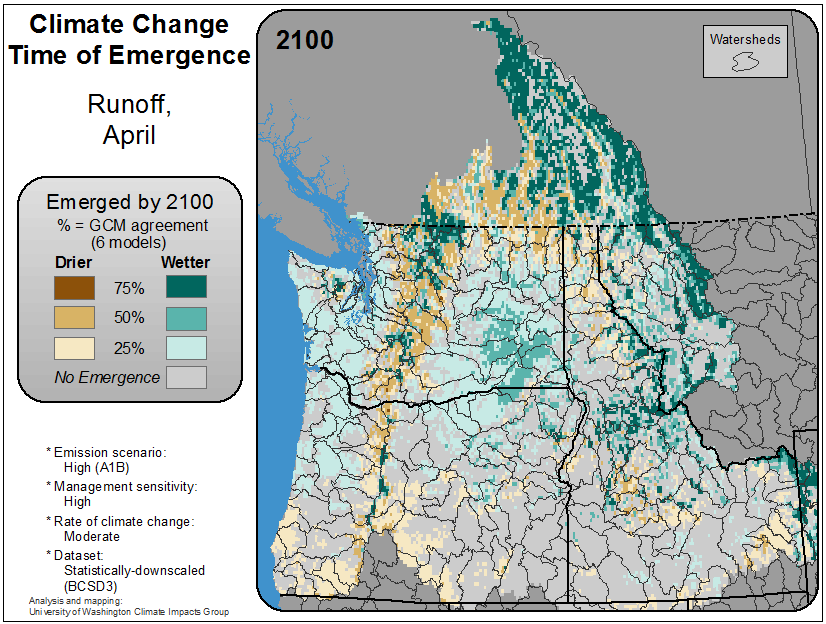 Climate Change
Time of Emergence
Runoff,
April
Emerged by 2100
% = GCM agreement
(6 models)
Drier Wetter
75%
50%
25%
No Emergence
* Emission scenario:
High (A1B)
* Management sensitivity:
High
* Rate of climate change:
Moderate
* Dataset:
Statistically-downscaled
(BCSD3)
Analysis and mapping:
University of Washington Climate Impacts Group
2100
Watersheds